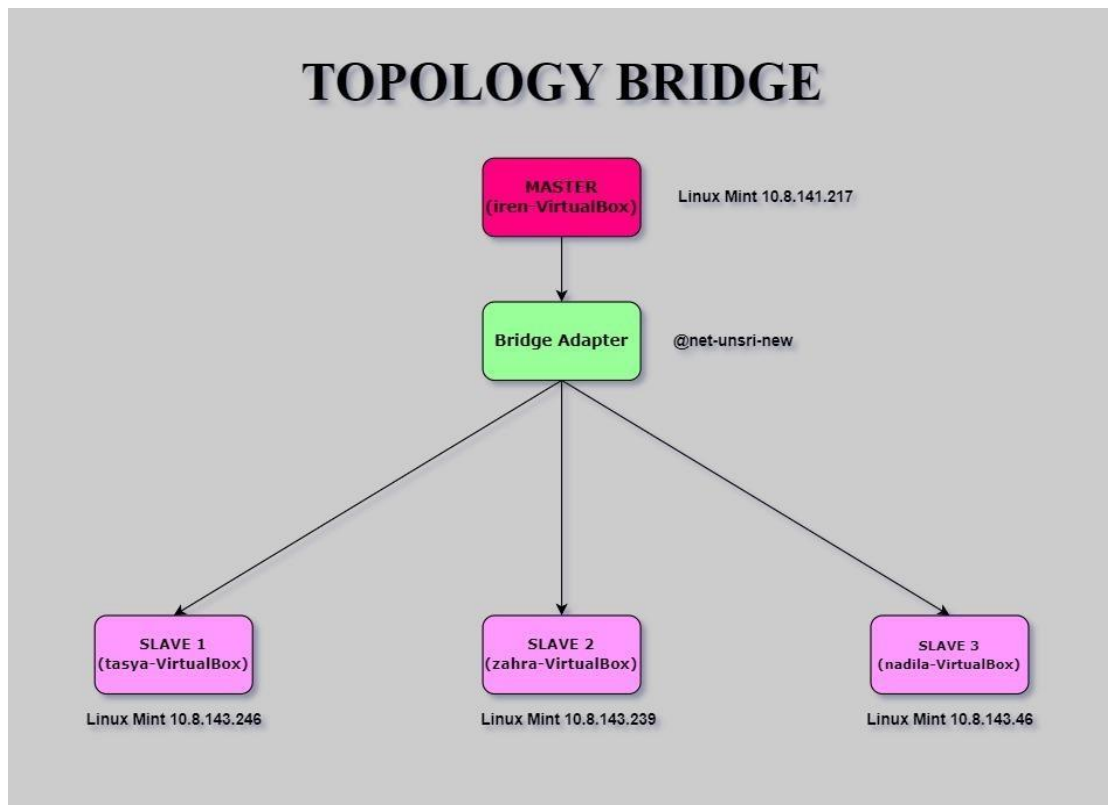 TOPOLOGY BRIDGE
MASTER
(iren-VirtualBox)
Linux Mint 10.8.141.217
Bridge Adapter
@net-unsri-new
SLAVE 1
(tasya-VirtualBox)
Linux Mint 10.8.143.246
SLAVE 2
(zahra-VirtualBox)
Linux Mint 10.8.143.239
SLAVE 3
(nadila-VirtualBox)
Linux Mint 10.8.143.46